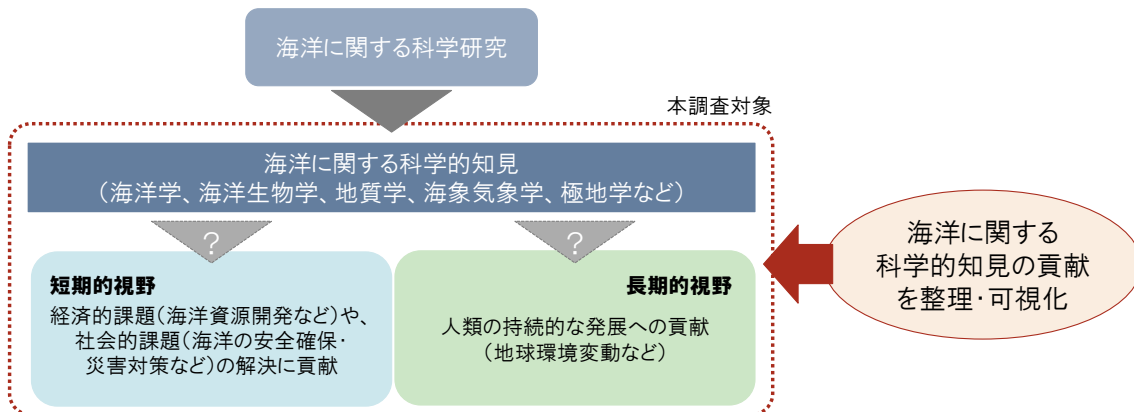 海洋に関する科学研究
本調査対象
海洋に関する科学的知見
（海洋学、海洋生物学、地質学、海象気象学、極地学など）
?
?
短期的視野
経済的課題（海洋資源開発など）や、
社会的課題（海洋の安全確保・
災害対策など）の解決に貢献
長期的視野
人類の持続的な発展への貢献
（地球環境変動など）
海洋に関する
科学的知見の貢献
を整理・可視化